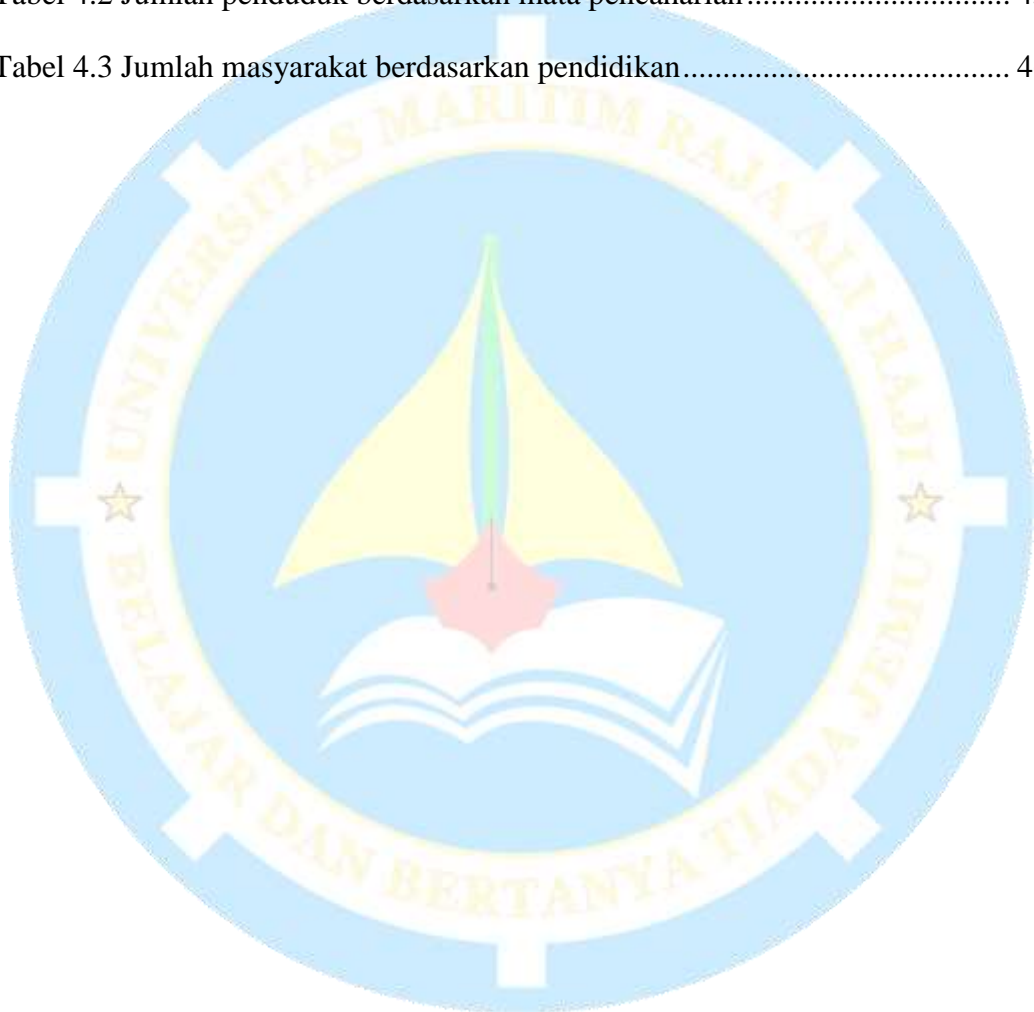 Tabel 4.2 Jumlah penduduk berdasarkan mata pencaharian
Tabel 4.3 Jumlah masyarakat berdasarkan pendidikan.......................................... 4
UNIVERSITAS MARITIM RAJA ALI HAJI
BELAJAR DAN BERTANYA TIADA JEMU